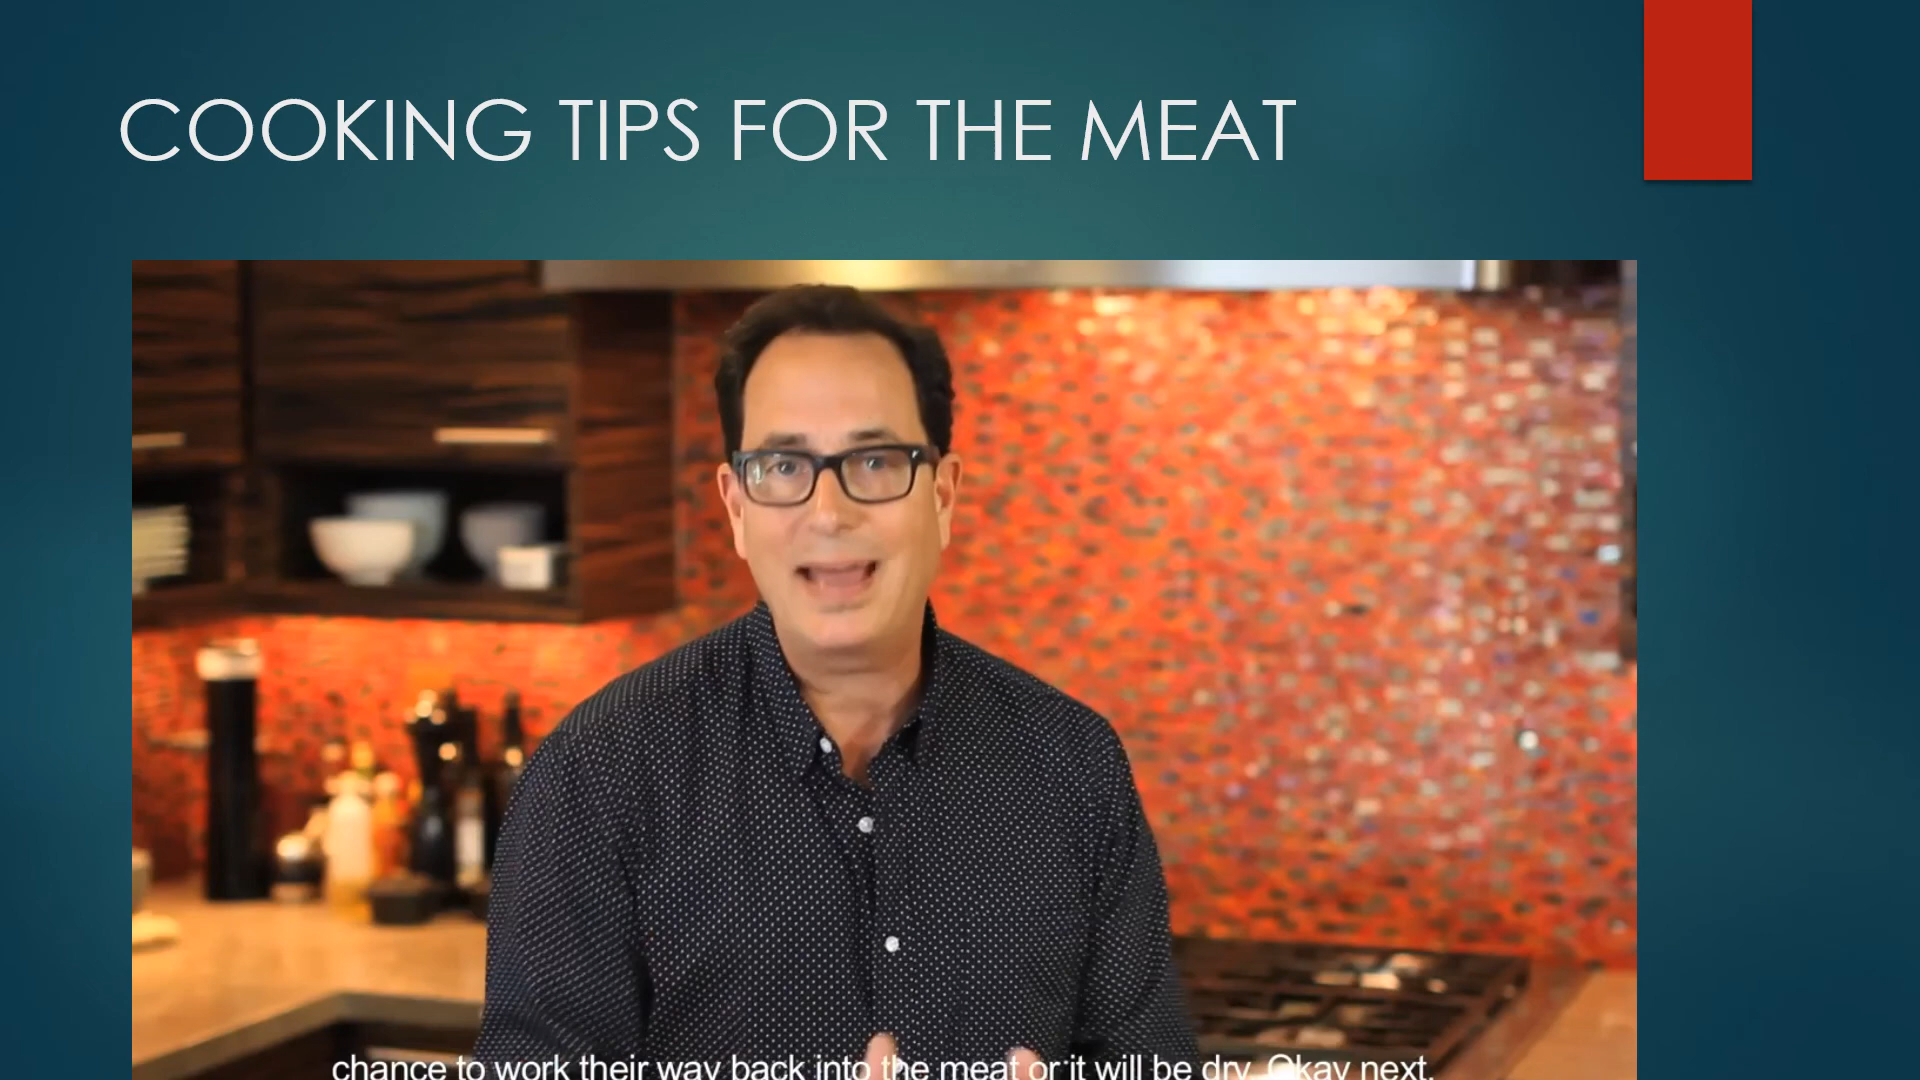 COOKING TIPS FOR THE MEAT
chance to work their way back into the meat or it will be dry. Okay next,